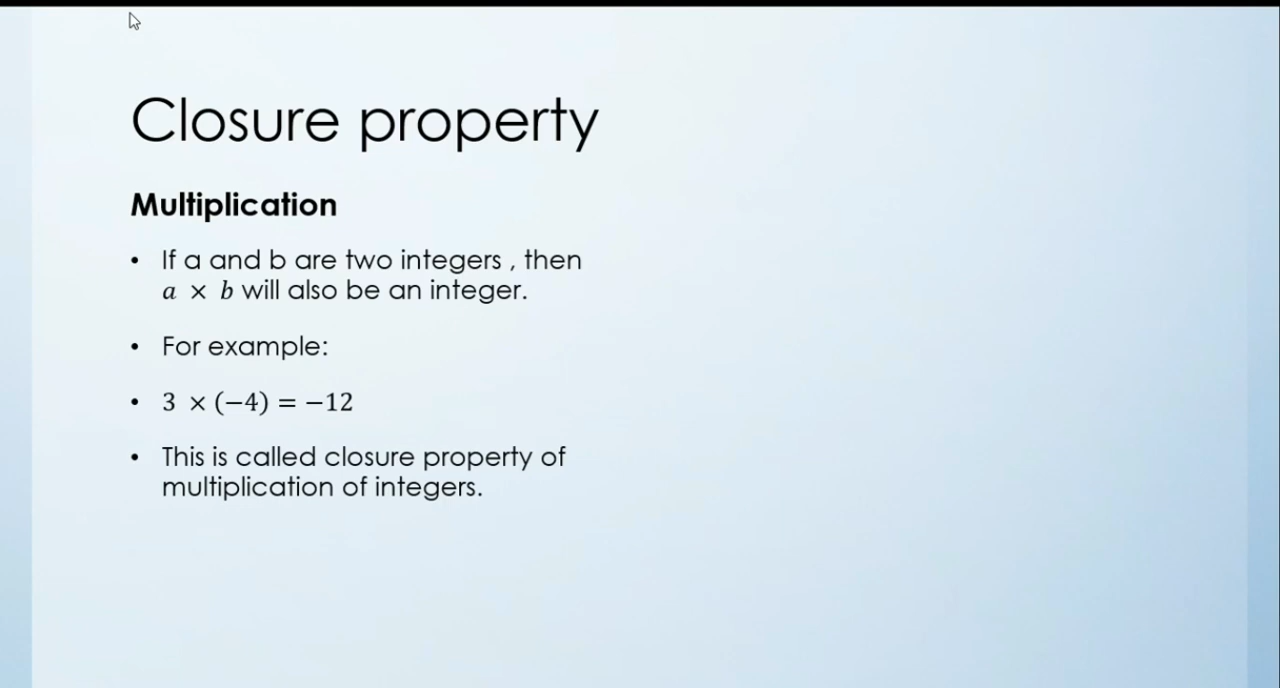 Closure property
Multiplication
• If a and b are two integers , then
a × b will also be an integer.
• For example:
• 3 × (−4) = −12
• This is called closure property of
multiplication of integers.